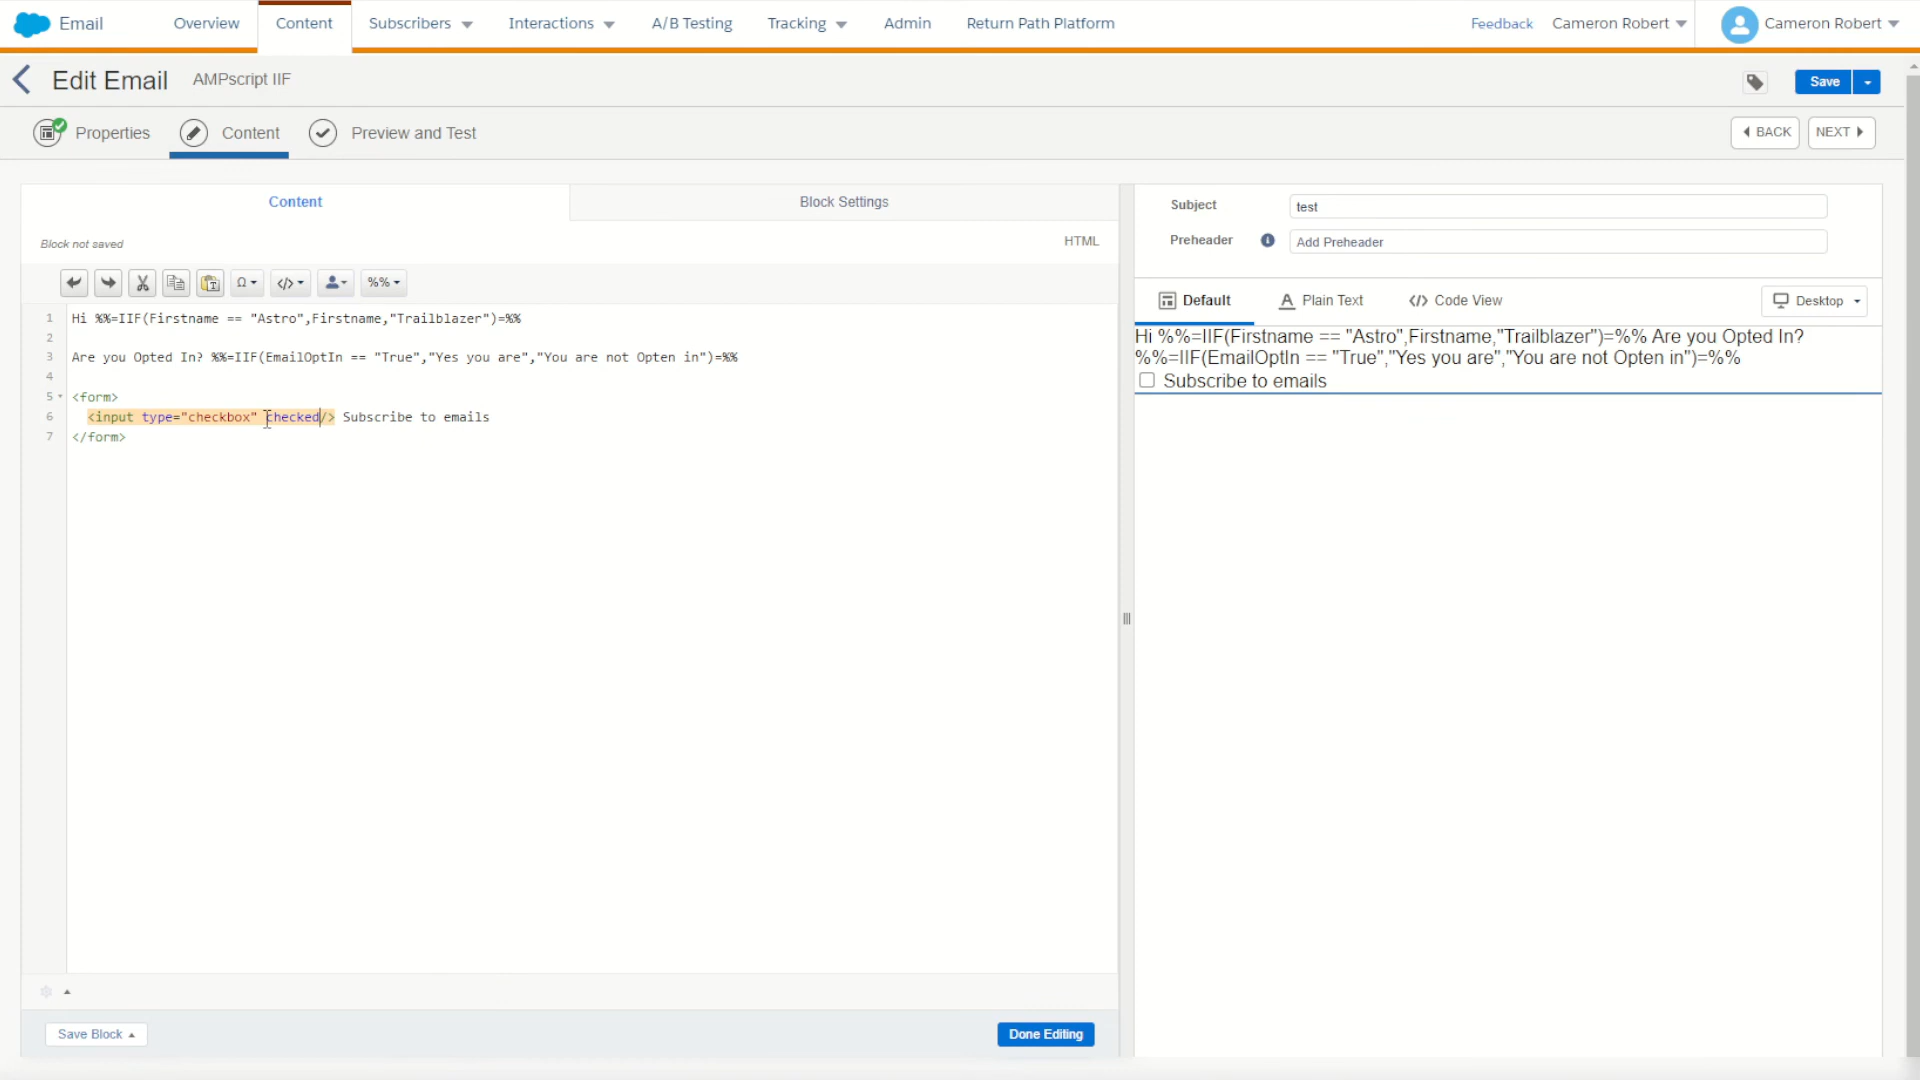 Email
Overview
Content
Subscribers
Interactions
A/B Testing
Tracking
Admin
Return Path Platform
Feedback
Cameron Robert
Cameron Robert
Edit Email
AMPscript IIF
Save
Properties
Content
Preview and Test
BACK
NEXT
Content
Block Settings
Block not saved
HTML
Ω
</>
%%
1 Hi %%=IIF(Firstname == "Astro",Firstname,"Trailblazer")=%%
2
3 Are you Opted In? %%=IIF(EmailOptIn == "True","Yes you are","You are not Opten in")=%%
4
5 <form>
6 <input type="checkbox" checked/> Subscribe to emails
7 </form>
Save Block
Done Editing
Subject
test
Preheader
Add Preheader
Default
A Plain Text
</> Code View
Desktop
Hi %%=IIF(Firstname == "Astro",Firstname,"Trailblazer")=%% Are you Opted In?
%%=IIF(EmailOptIn == "True","Yes you are","You are not Opten in")=%%
Subscribe to emails